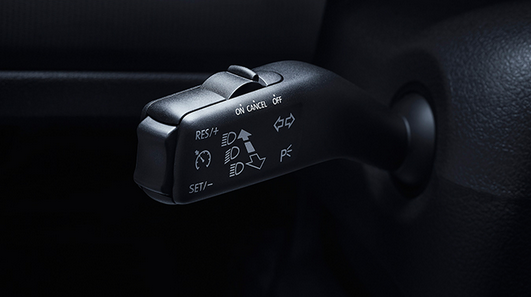 ON CANCEL OFF
RES/+
SET/-
P